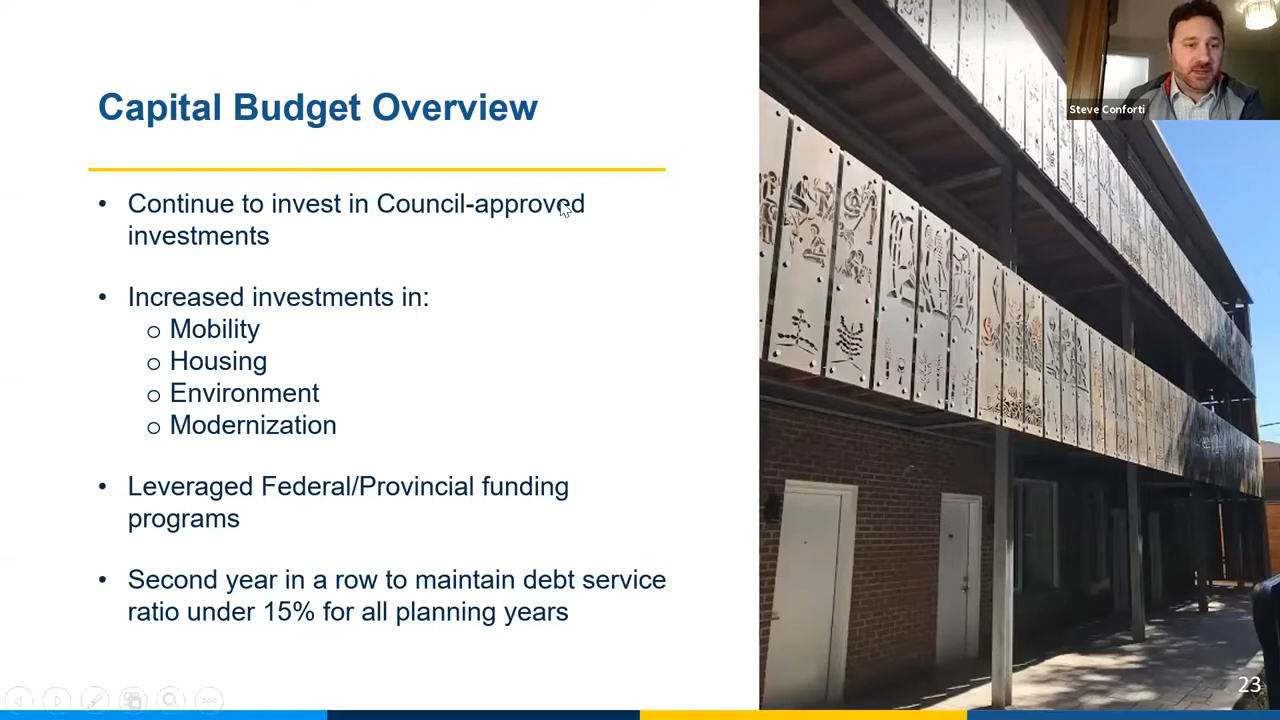 Capital Budget Overview
• Continue to invest in Council-approved
investments
• Increased investments in:
o Mobility
o Housing
o Environment
o Modernization
• Leveraged Federal/Provincial funding
programs
• Second year in a row to maintain debt service
ratio under 15% for all planning years
Steve Conforti
23